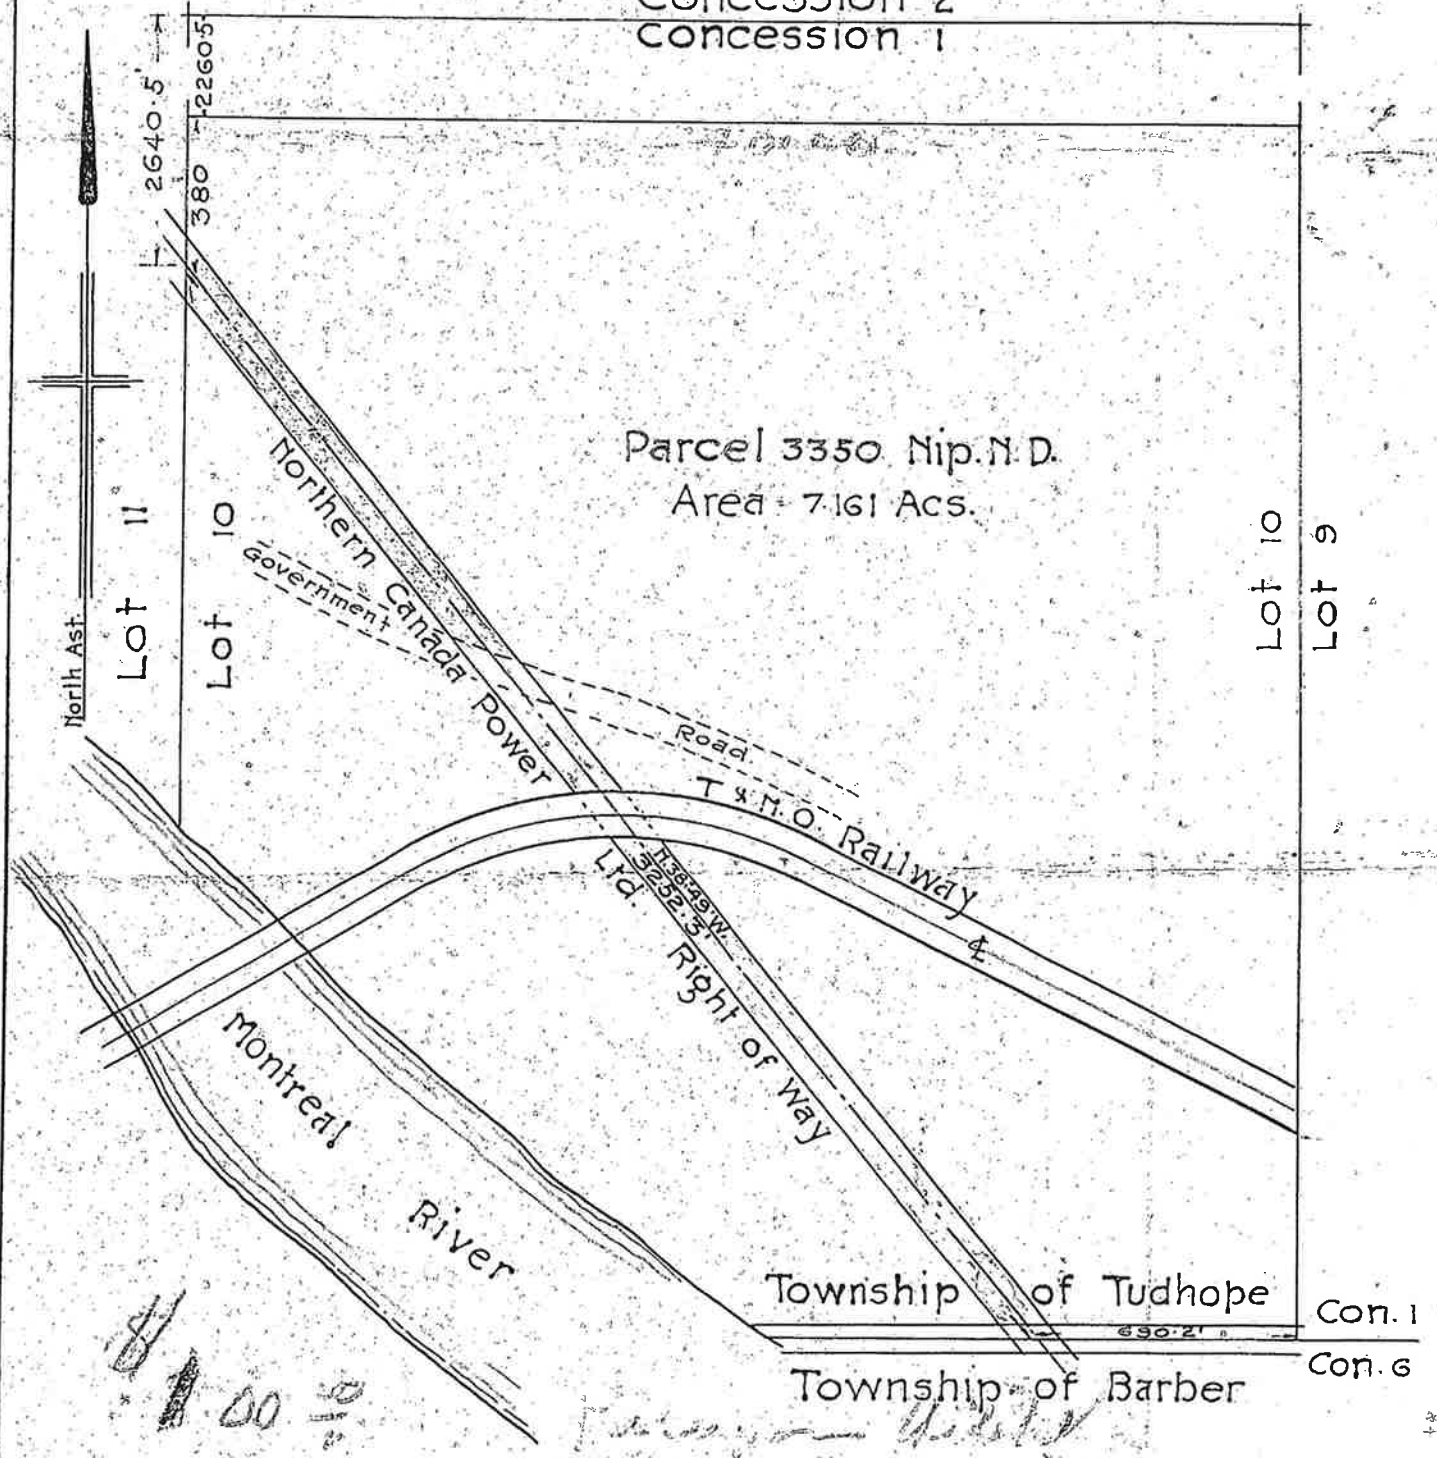 Concession 2
Concession 1
2640.5'
2260.5
380
Parcel 3350 Nip. N. D.
Area = 7.161 Acs.
North Ast.
Lot 11
Lot 10
Lot 10
Lot 9
Northern Canada Power Ltd. Right of Way
Government Road
T & N. O. Railway
℄
N.38°49'W.
3252.3'
Montreal River
Township of Tudhope
Con. 1
690.2'
Con. 6
Township of Barber